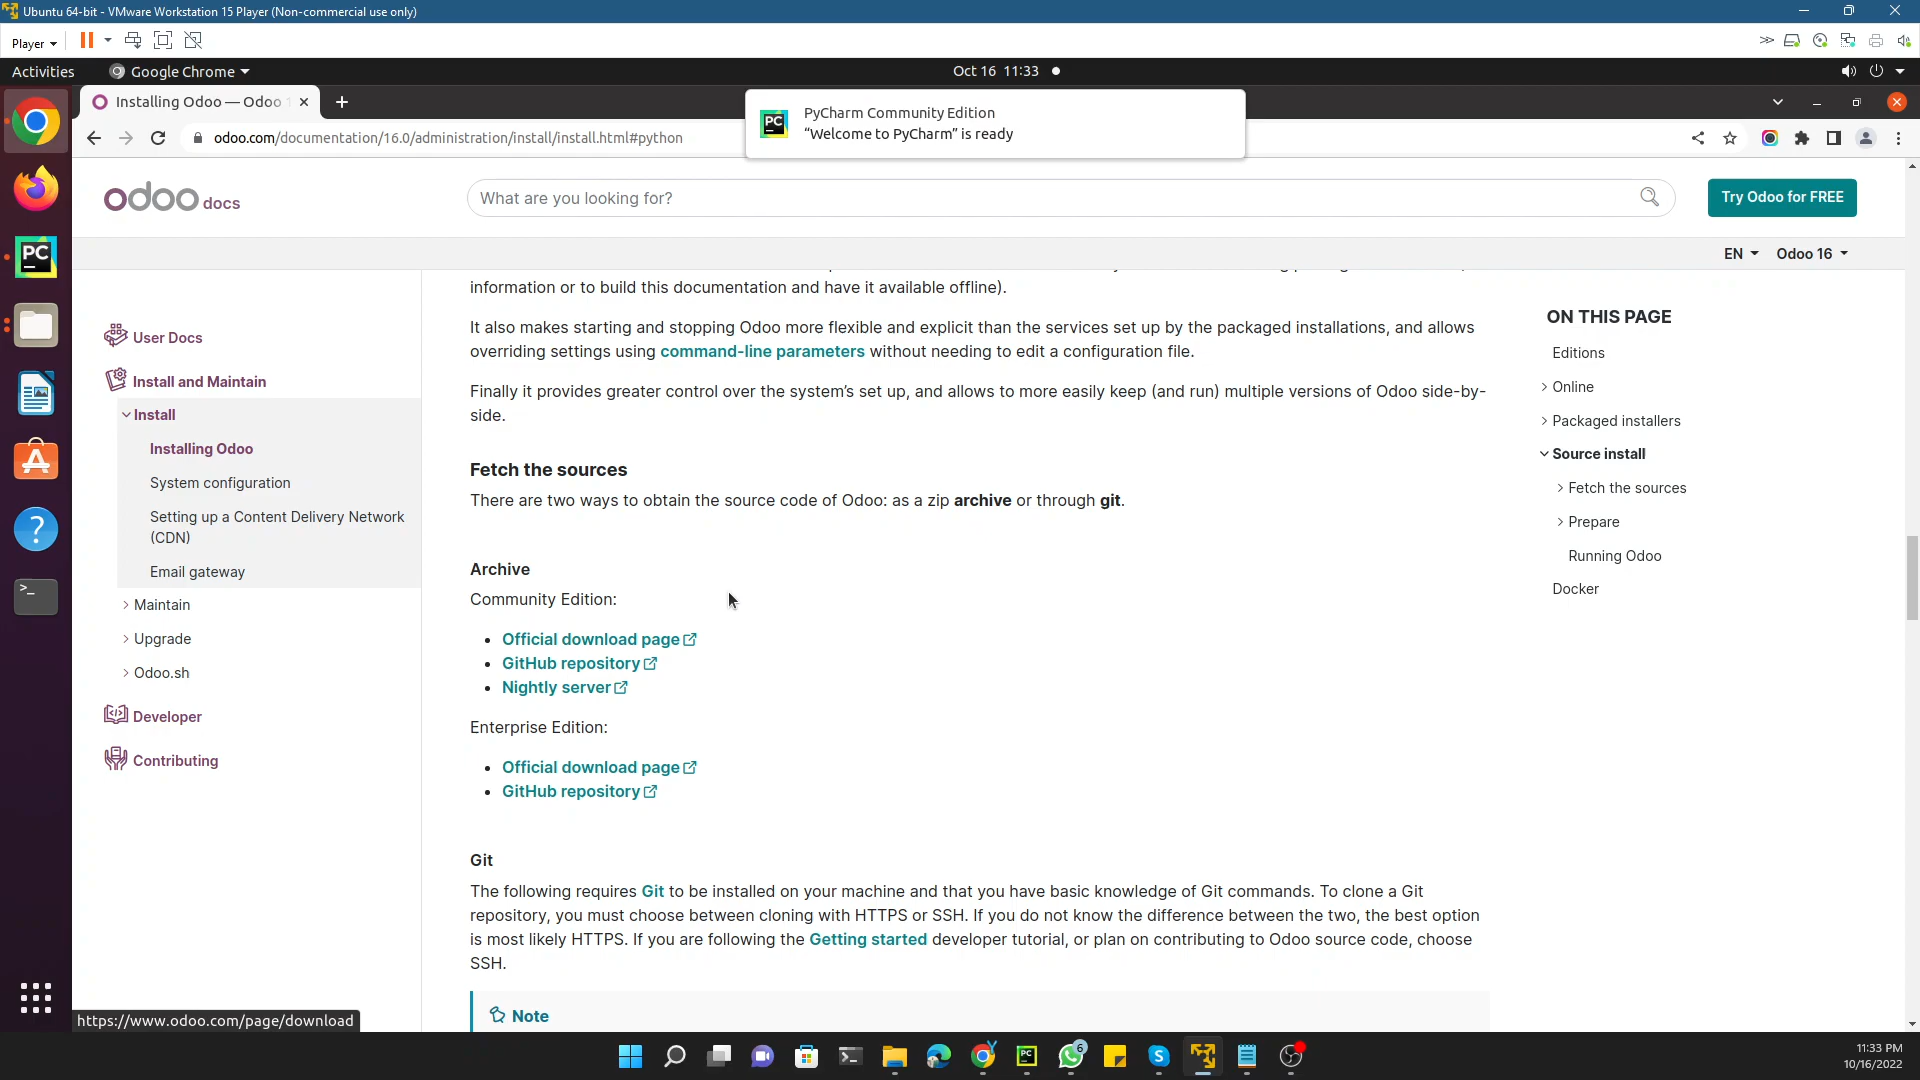 Ubuntu 64-bit - VMware Workstation 15 Player (Non-commercial use only)
Player
Activities
Google Chrome
Oct 16 11:33
Installing Odoo — Odoo 1
PyCharm Community Edition
“Welcome to PyCharm” is ready
odoo.com/documentation/16.0/administration/install/install.html#python
odoo docs
What are you looking for?
Try Odoo for FREE
EN
Odoo 16
User Docs
Install and Maintain
Install
Installing Odoo
System configuration
Setting up a Content Delivery Network
(CDN)
Email gateway
Maintain
Upgrade
Odoo.sh
Developer
Contributing
information or to build this documentation and have it available offline).
It also makes starting and stopping Odoo more flexible and explicit than the services set up by the packaged installations, and allows
overriding settings using command-line parameters without needing to edit a configuration file.
Finally it provides greater control over the system’s set up, and allows to more easily keep (and run) multiple versions of Odoo side-by-
side.
Fetch the sources
There are two ways to obtain the source code of Odoo: as a zip archive or through git.
Archive
Community Edition:
Official download page
GitHub repository
Nightly server
Enterprise Edition:
Official download page
GitHub repository
Git
The following requires Git to be installed on your machine and that you have basic knowledge of Git commands. To clone a Git
repository, you must choose between cloning with HTTPS or SSH. If you do not know the difference between the two, the best option
is most likely HTTPS. If you are following the Getting started developer tutorial, or plan on contributing to Odoo source code, choose
SSH.
Note
ON THIS PAGE
Editions
Online
Packaged installers
Source install
Fetch the sources
Prepare
Running Odoo
Docker
https://www.odoo.com/page/download
6
11:33 PM
10/16/2022